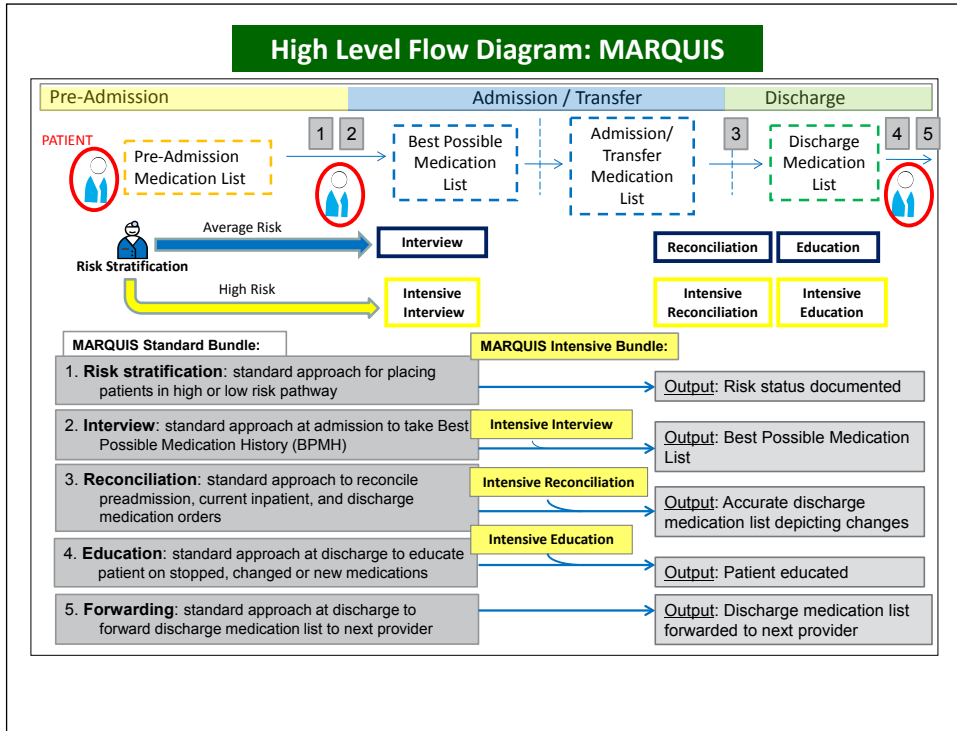 High Level Flow Diagram: MARQUIS
Pre-Admission
Admission / Transfer
Discharge
PATIENT
Pre-Admission
Medication List
1
2
Best Possible
Medication
List
Admission/
Transfer
Medication
List
3
Discharge
Medication
List
4
5
Average Risk
Risk Stratification
High Risk
Interview
Reconciliation
Education
Intensive
Interview
Intensive
Reconciliation
Intensive
Education
MARQUIS Standard Bundle:
MARQUIS Intensive Bundle:
1. Risk stratification: standard approach for placing
patients in high or low risk pathway
Output: Risk status documented
2. Interview: standard approach at admission to take Best
Possible Medication History (BPMH)
Intensive Interview
Output: Best Possible Medication
List
3. Reconciliation: standard approach to reconcile
preadmission, current inpatient, and discharge
medication orders
Intensive Reconciliation
Output: Accurate discharge
medication list depicting changes
4. Education: standard approach at discharge to educate
patient on stopped, changed or new medications
Intensive Education
Output: Patient educated
5. Forwarding: standard approach at discharge to
forward discharge medication list to next provider
Output: Discharge medication list
forwarded to next provider